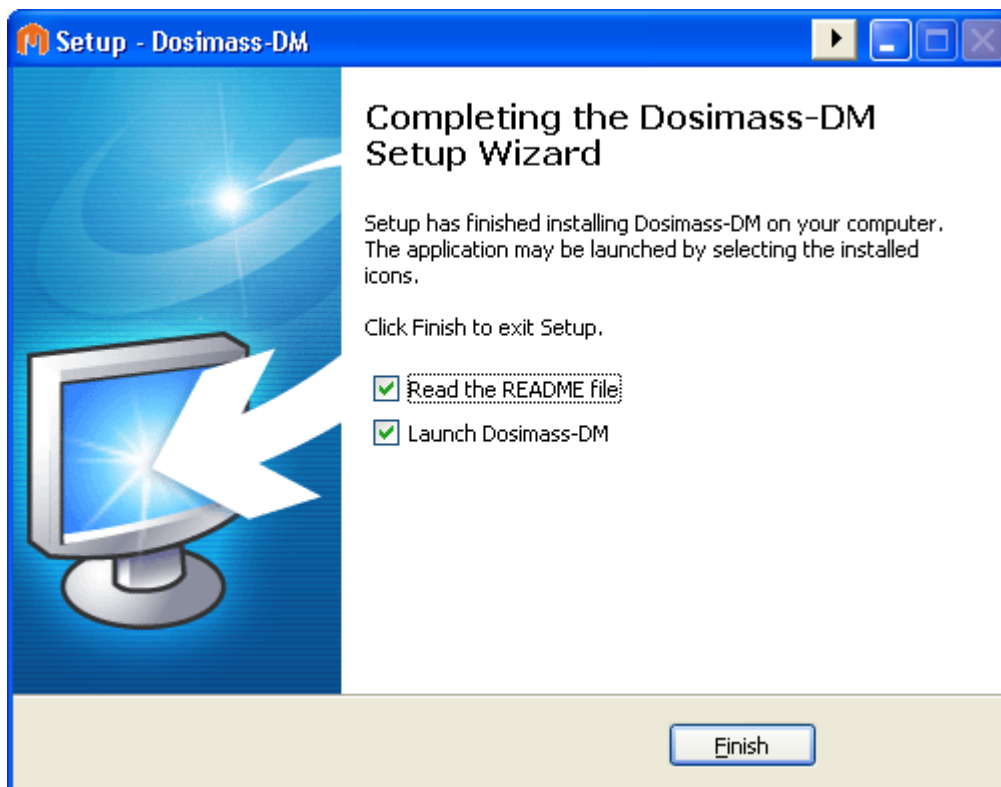 Setup - Dosimass-DM
Completing the Dosimass-DM
Setup Wizard
Setup has finished installing Dosimass-DM on your computer.
The application may be launched by selecting the installed
icons.
Click Finish to exit Setup.
Read the README file
Launch Dosimass-DM
Finish